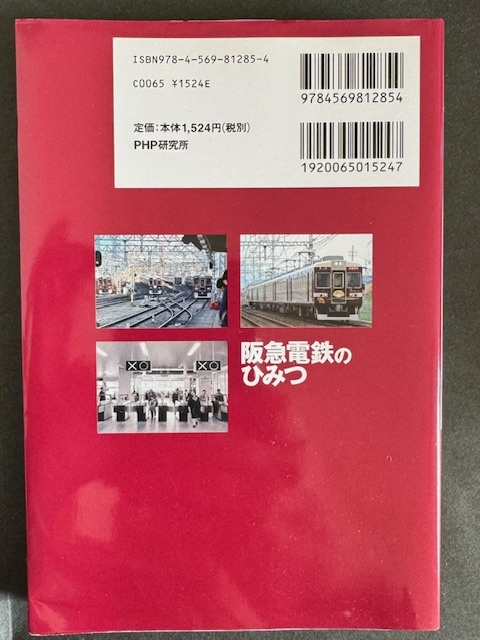 ISBN978-4-569-81285-4
C0065 ¥1524E
定価：本体1,524円（税別）
PHP研究所
9784569812854
1920065015247
阪急電鉄の
ひみつ